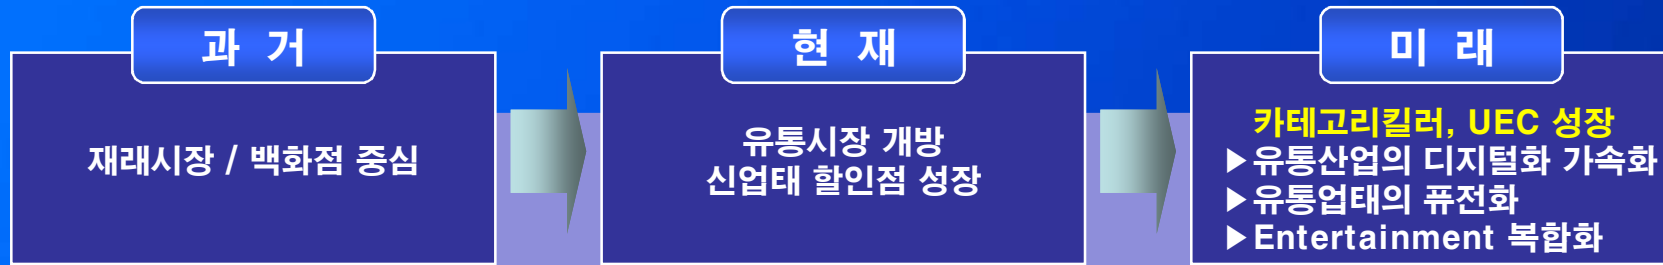 과 거
재래시장 / 백화점 중심
현 재
유통시장 개방
신업태 할인점 성장
미 래
카테고리킬러, UEC 성장
▶유통산업의 디지털화 가속화
▶유통업태의 퓨전화
▶Entertainment 복합화